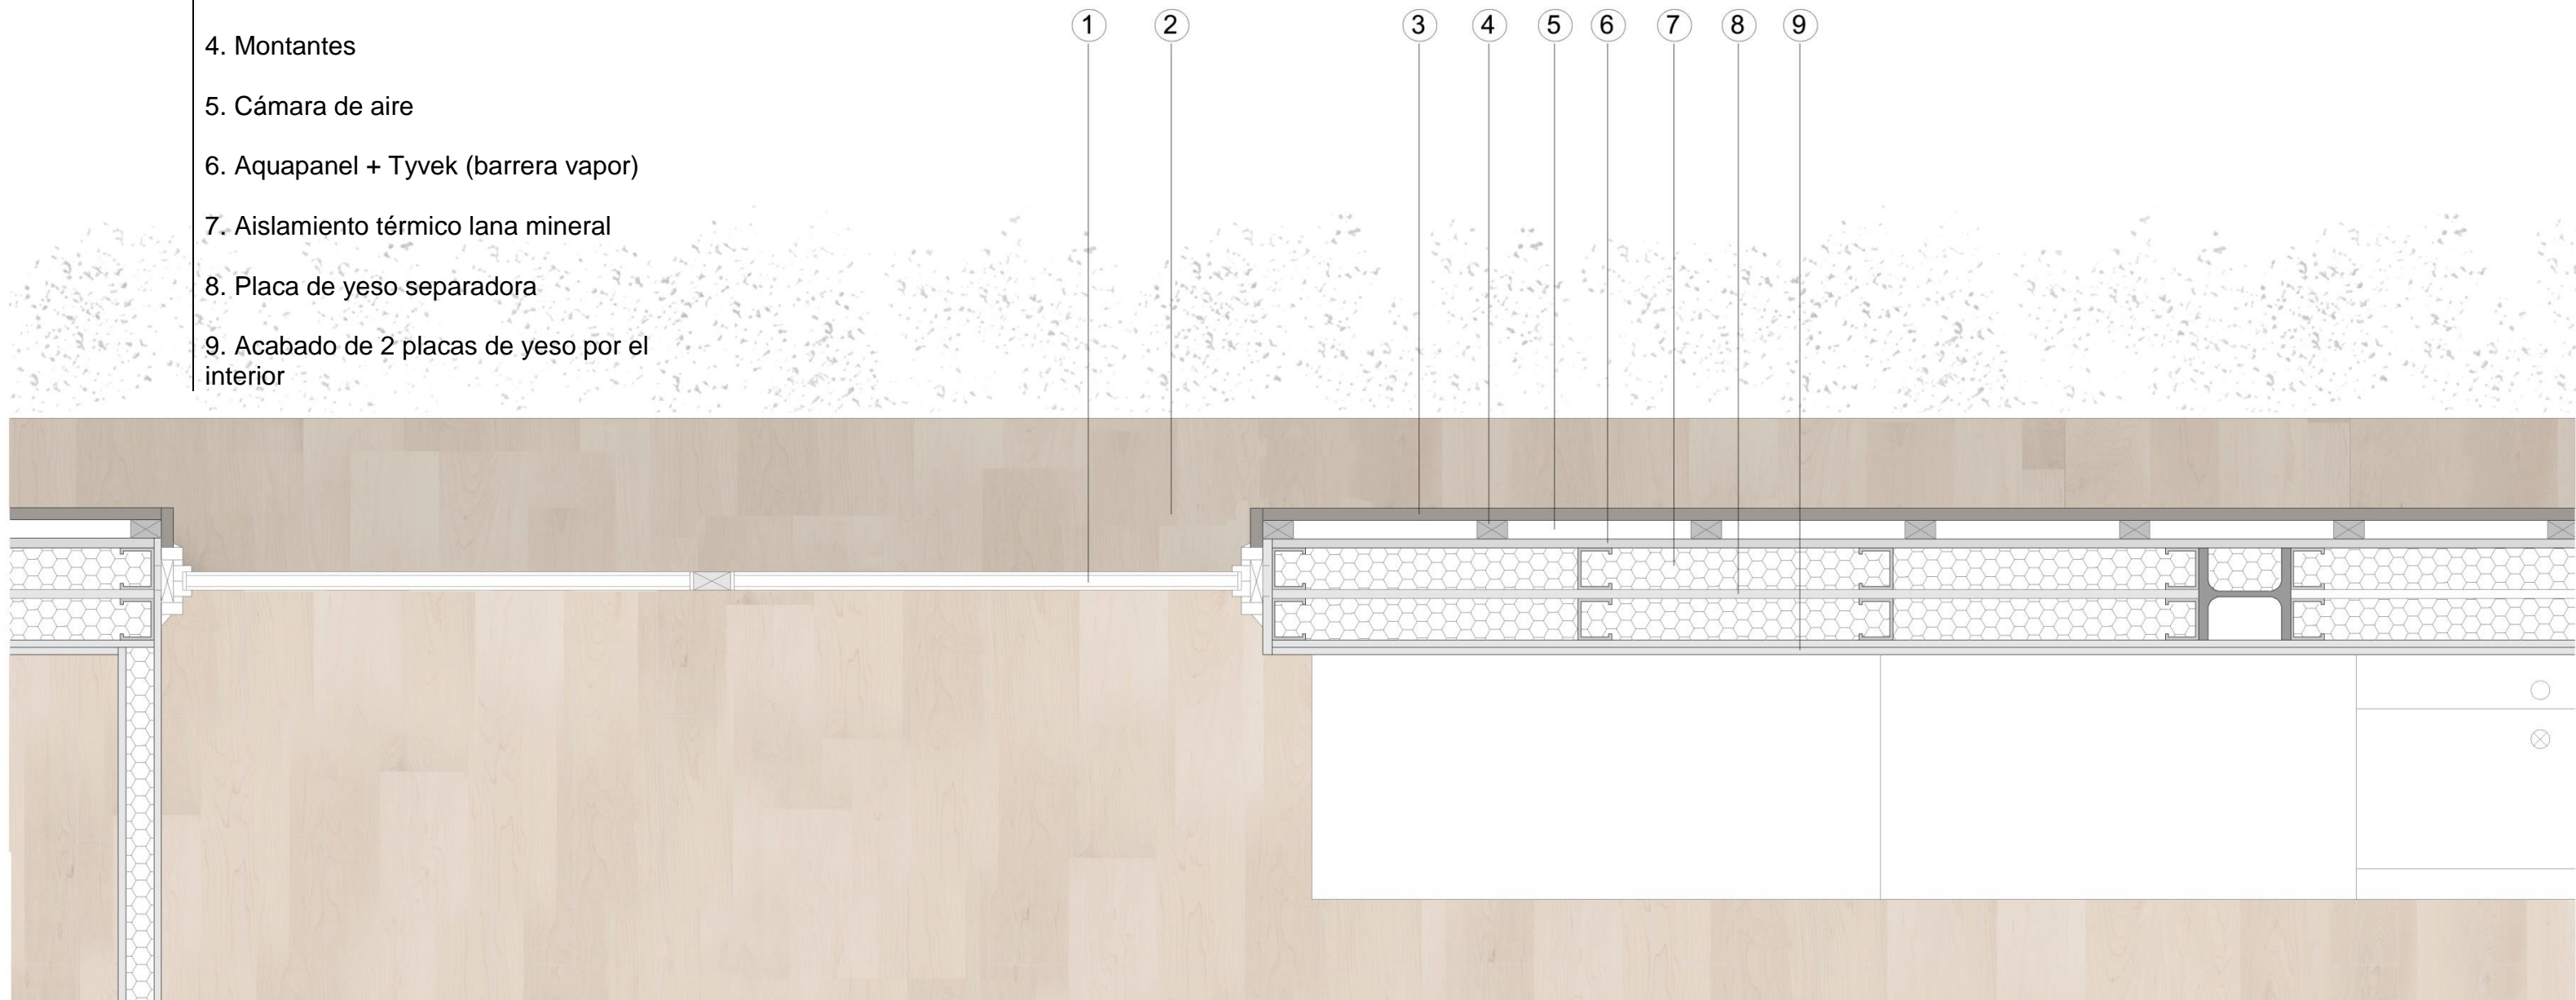 1 2 3 4 5 6 7 8 9
4. Montantes
5. Cámara de aire
6. Aquapanel + Tyvek (barrera vapor)
7. Aislamiento térmico lana mineral
8. Placa de yeso separadora
9. Acabado de 2 placas de yeso por el
interior